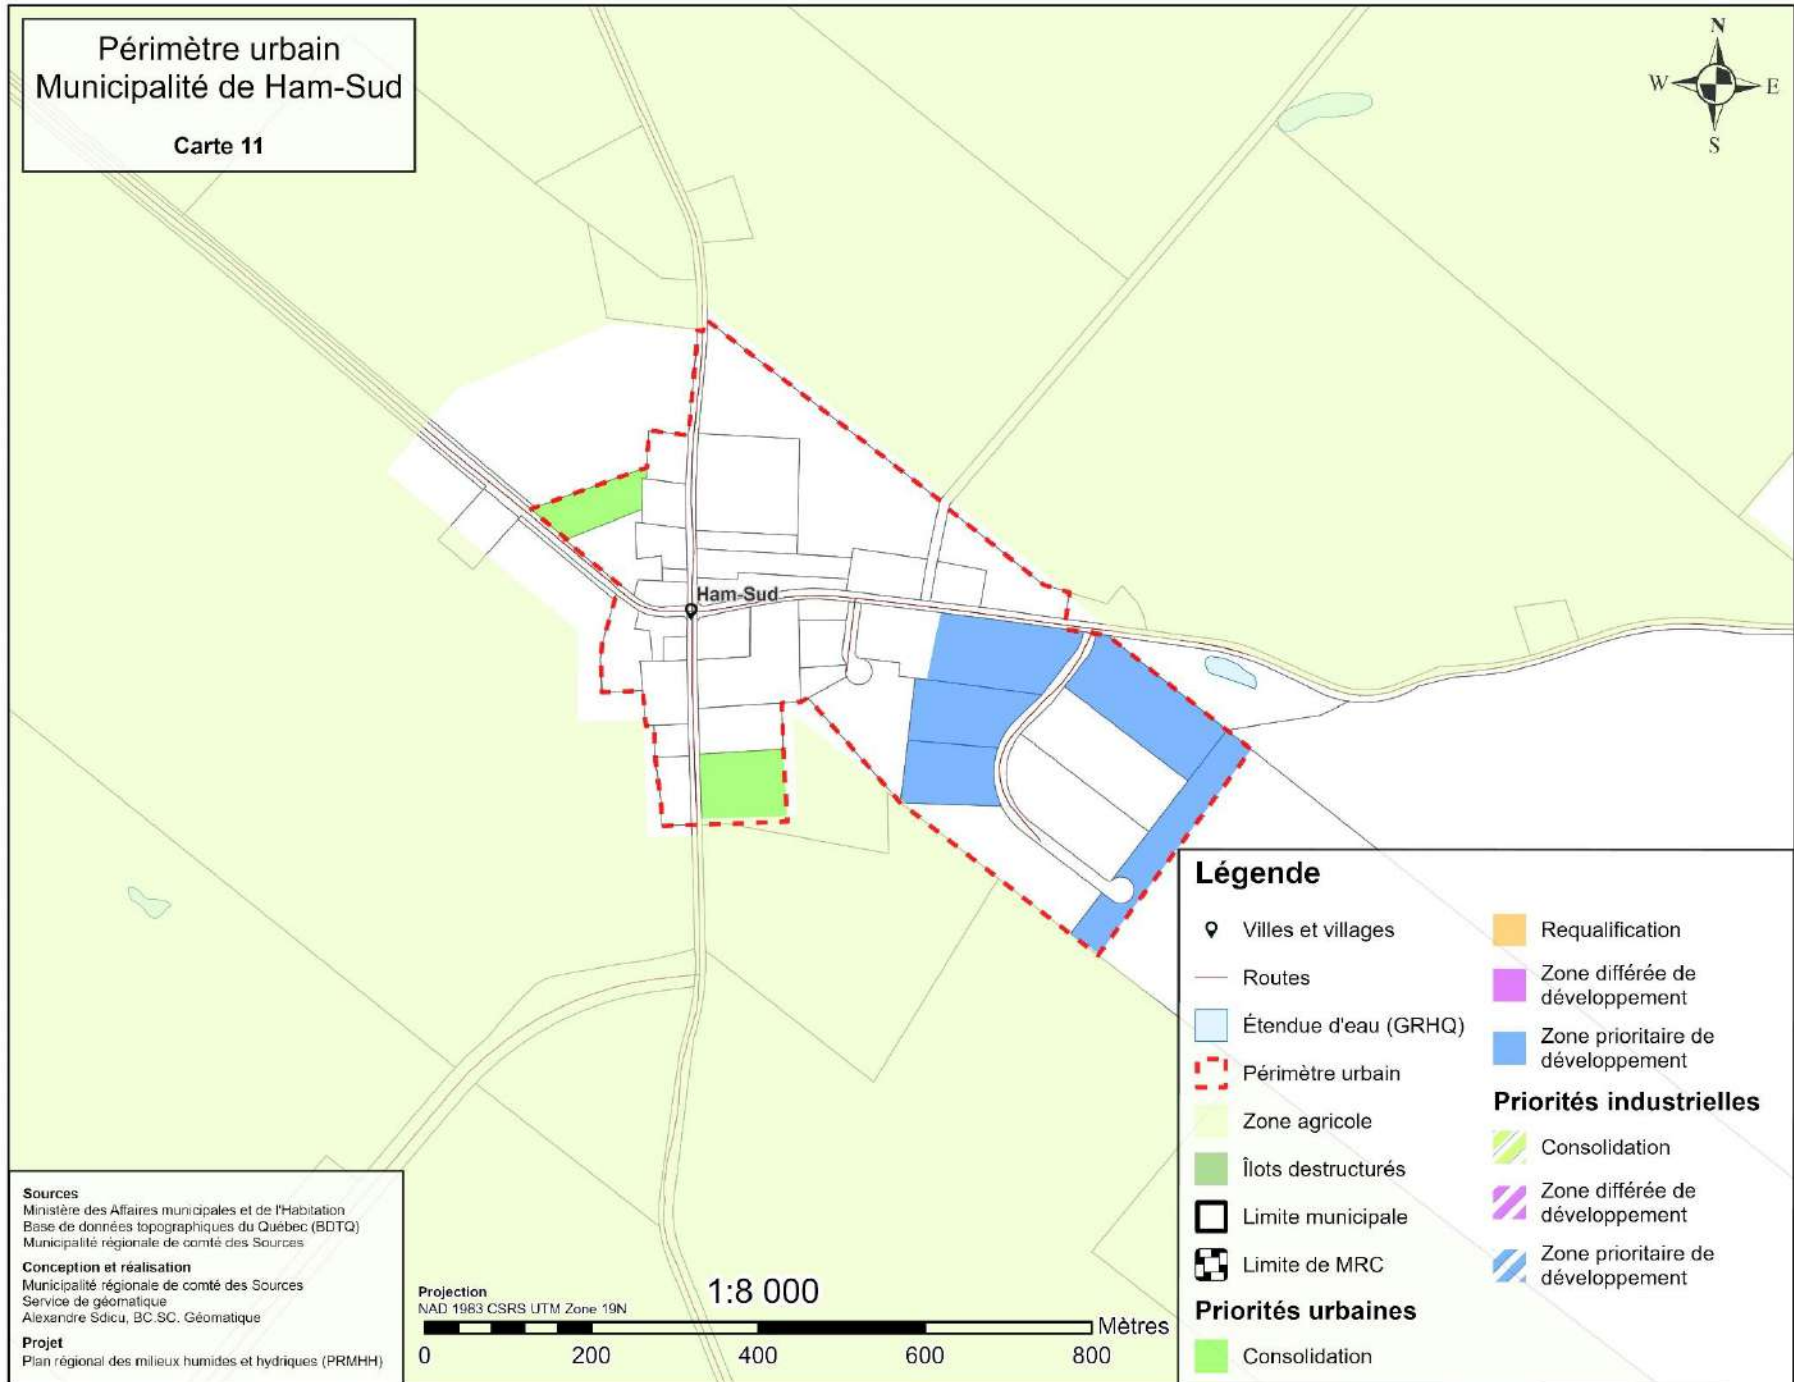 Périmètre urbain
Municipalité de Ham-Sud
Carte 11
N
W
E
S
Ham-Sud
Légende
Villes et villages
Routes
Étendue d'eau (GRHQ)
Périmètre urbain
Zone agricole
Îlots destructurés
Limite municipale
Limite de MRC
Priorités urbaines
Consolidation
Requalification
Zone différée de
développement
Zone prioritaire de
développement
Priorités industrielles
Consolidation
Zone différée de
développement
Zone prioritaire de
développement
Sources
Ministère des Affaires municipales et de l'Habitation
Base de données topographiques du Québec (BDTQ)
Municipalité régionale de comté des Sources
Conception et réalisation
Municipalité régionale de comté des Sources
Service de géomatique
Alexandre Sdicu, BC.SC. Géomatique
Projet
Plan régional des milieux humides et hydriques (PRMHH)
Projection
NAD 1983 CSRS UTM Zone 19N
1:8 000
Mètres
0 200 400 600 800